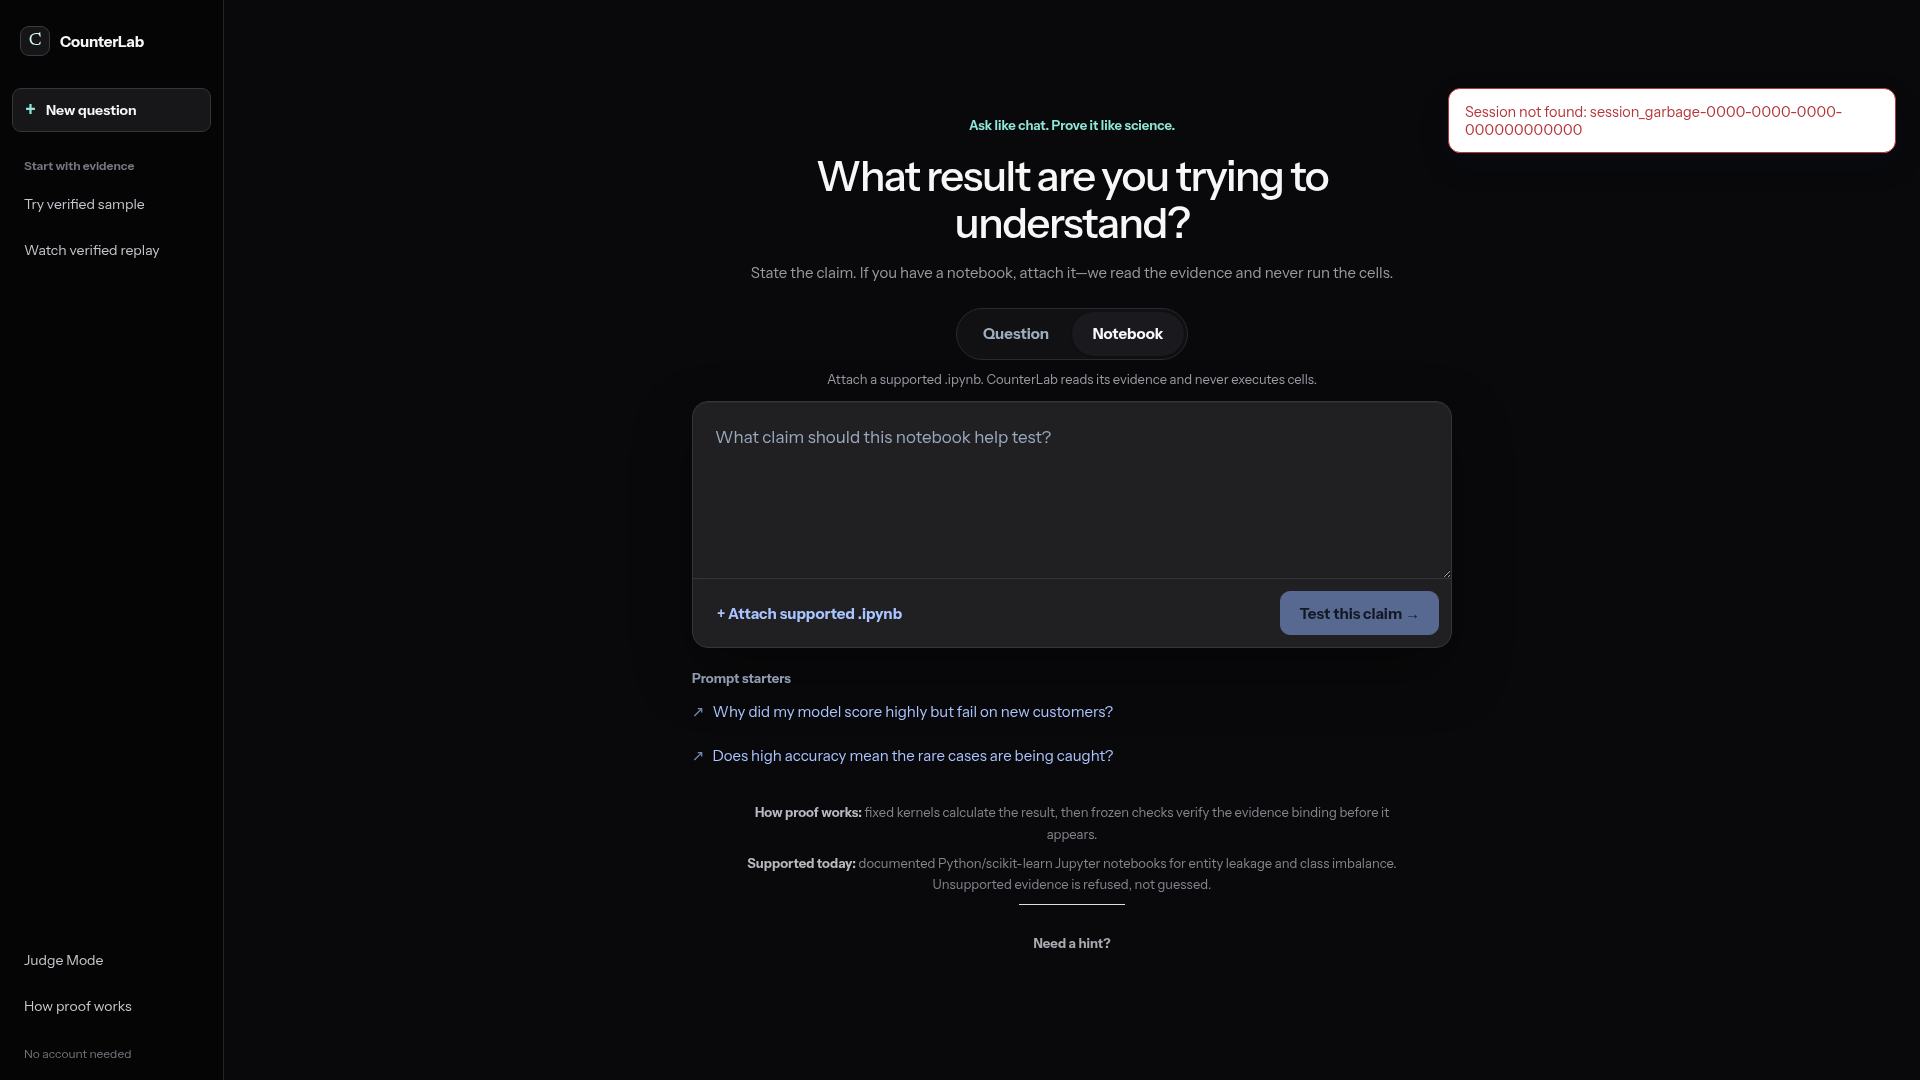 C CounterLab
+ New question
Start with evidence
Try verified sample
Watch verified replay
Judge Mode
How proof works
No account needed
Ask like chat. Prove it like science.
What result are you trying to
understand?
State the claim. If you have a notebook, attach it—we read the evidence and never run the cells.
Question Notebook
Attach a supported .ipynb. CounterLab reads its evidence and never executes cells.
What claim should this notebook help test?
+ Attach supported .ipynb Test this claim →
Prompt starters
↗ Why did my model score highly but fail on new customers?
↗ Does high accuracy mean the rare cases are being caught?
How proof works: fixed kernels calculate the result, then frozen checks verify the evidence binding before it
appears.
Supported today: documented Python/scikit-learn Jupyter notebooks for entity leakage and class imbalance.
Unsupported evidence is refused, not guessed.
Need a hint?
Session not found: session_garbage-0000-0000-0000-
000000000000